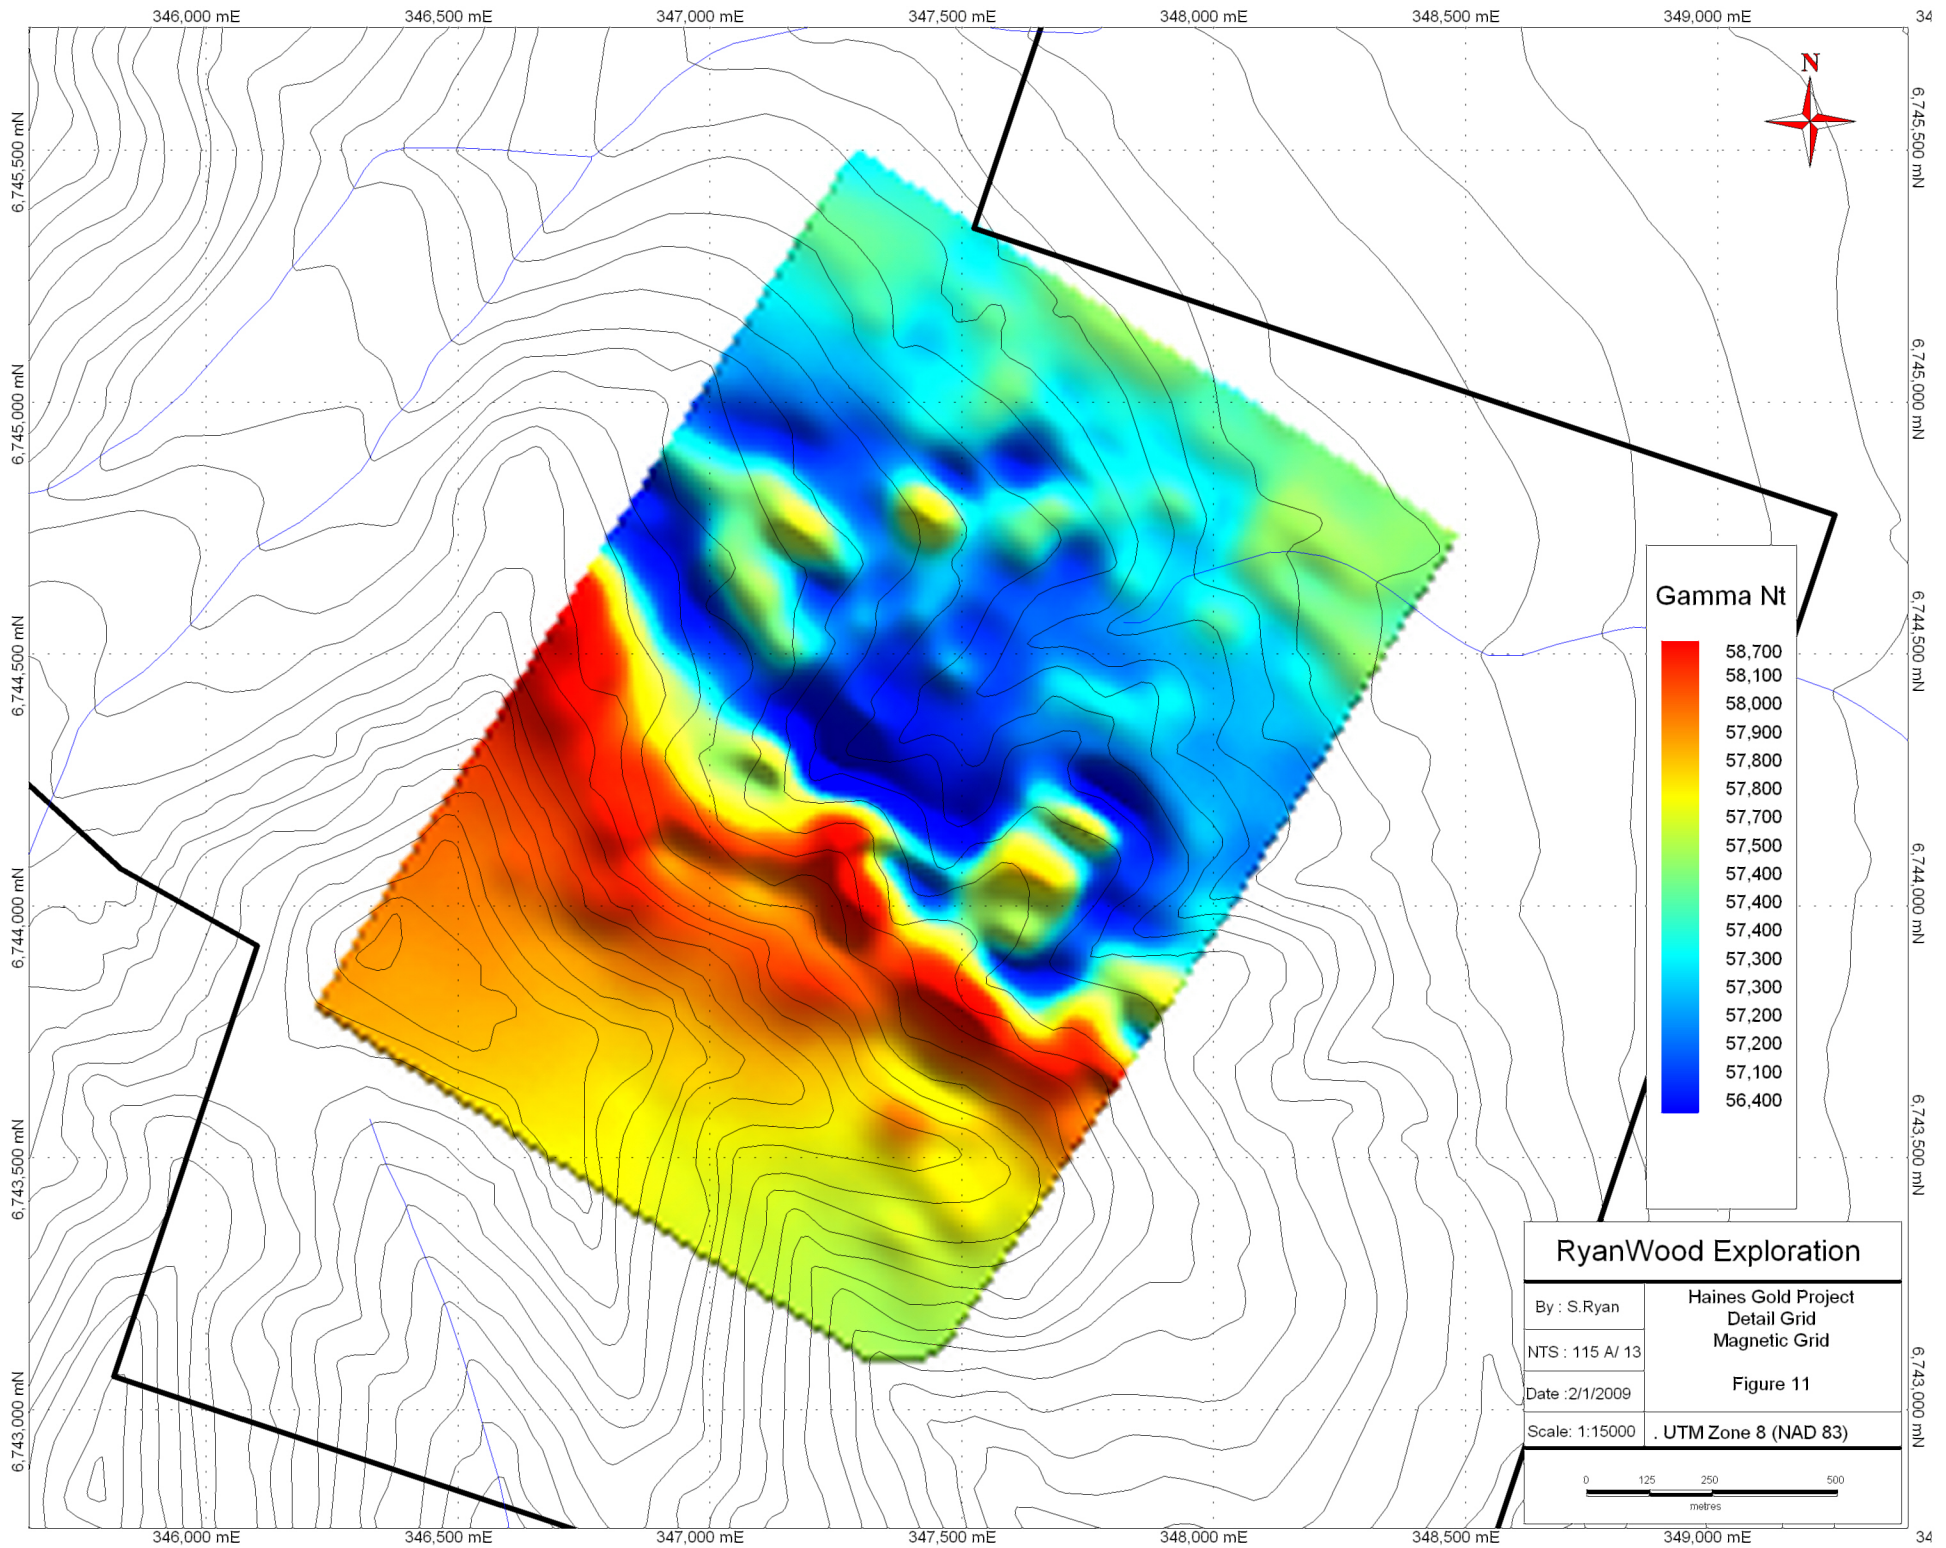 346,000 mE 346,500 mE 347,000 mE 347,500 mE 348,000 mE 348,500 mE 349,000 mE 34
N
6,745,500 mN
6,745,000 mN
6,744,500 mN
6,744,000 mN
6,743,500 mN
6,743,000 mN
6,745,500 mN
6,745,000 mN
6,744,500 mN
6,744,000 mN
6,743,500 mN
6,743,000 mN
Gamma Nt
58,700
58,100
58,000
57,900
57,800
57,800
57,700
57,500
57,400
57,400
57,400
57,300
57,300
57,200
57,200
57,100
56,400
RyanWood Exploration
By : S.Ryan
NTS : 115 A/ 13
Date :2/1/2009
Scale: 1:15000
Haines Gold Project
Detail Grid
Magnetic Grid
Figure 11
. UTM Zone 8 (NAD 83)
0 125 250 500
metres
346,000 mE 346,500 mE 347,000 mE 347,500 mE 348,000 mE 348,500 mE 349,000 mE 34